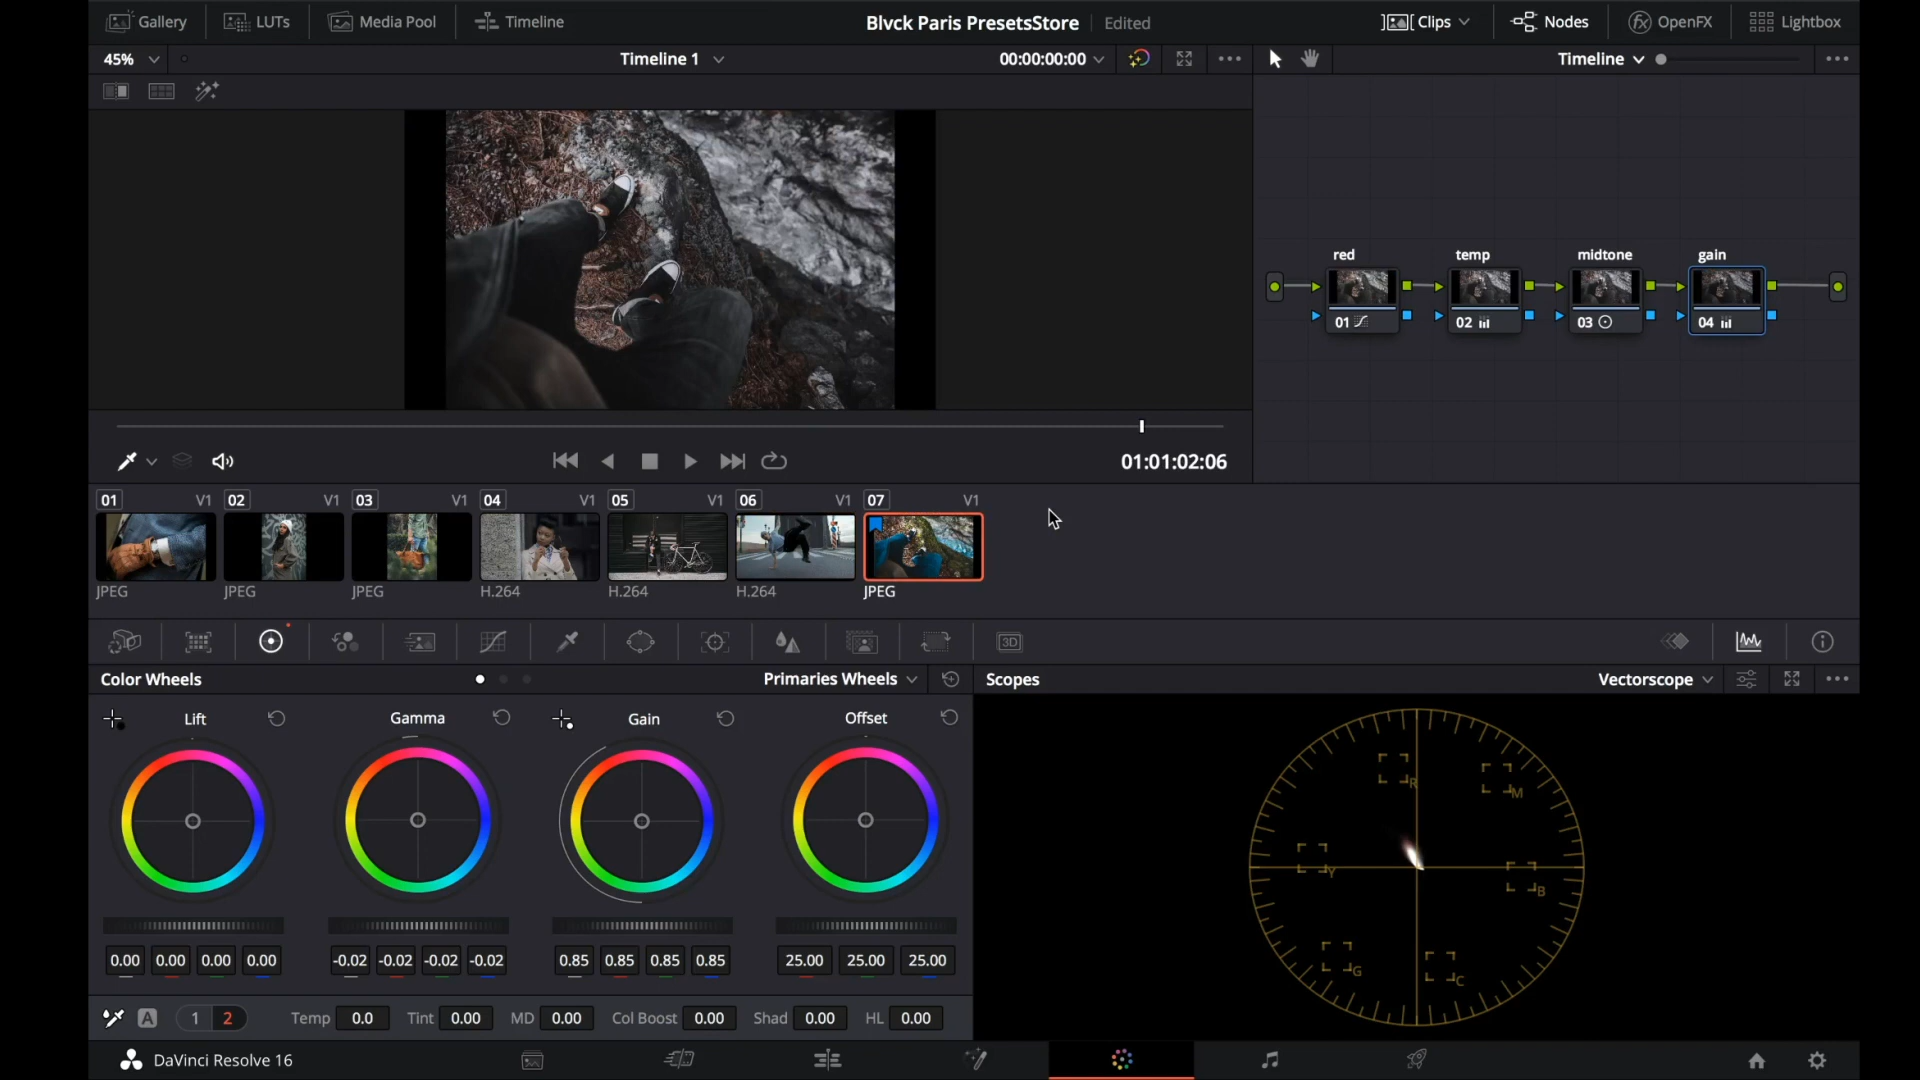 Gallery LUTs Media Pool Timeline Blvck Paris PresetsStore Edited Clips Nodes OpenFX Lightbox
45% Timeline 1 00:00:00:00 Timeline
red temp midtone gain
01 02 03 04
01:01:02:06
01 V1 02 V1 03 V1 04 V1 05 V1 06 V1 07 V1
JPEG JPEG JPEG H.264 H.264 H.264 JPEG
3D
Color Wheels Primaries Wheels Scopes Vectorscope
Lift Gamma Gain Offset
R M
Y B
G C
0.00 0.00 0.00 0.00 -0.02 -0.02 -0.02 -0.02 0.85 0.85 0.85 0.85 25.00 25.00 25.00
A 1 2 Temp 0.0 Tint 0.00 MD 0.00 Col Boost 0.00 Shad 0.00 HL 0.00
DaVinci Resolve 16